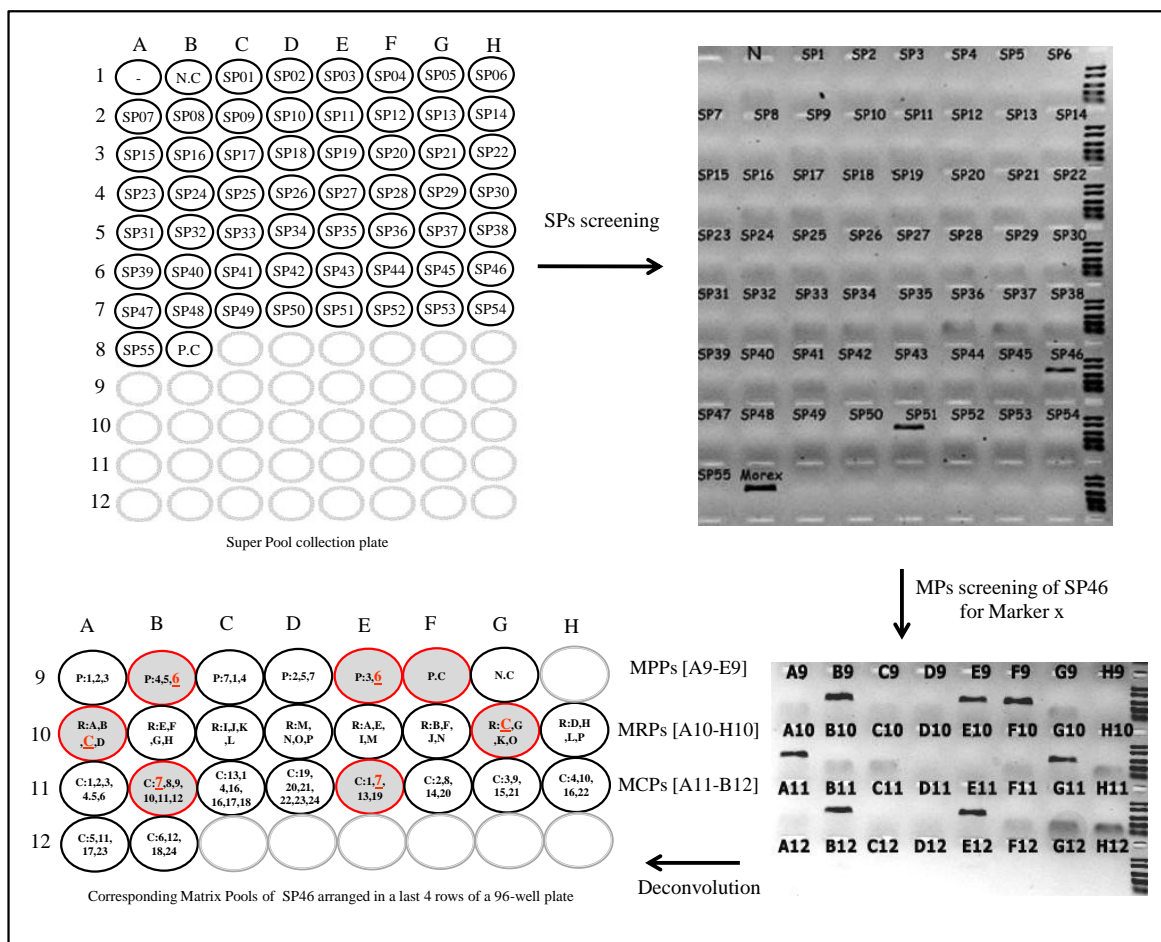 A B C D E F G H
1 - N.C SP01 SP02 SP03 SP04 SP05 SP06
2 SP07 SP08 SP09 SP10 SP11 SP12 SP13 SP14
3 SP15 SP16 SP17 SP18 SP19 SP20 SP21 SP22
4 SP23 SP24 SP25 SP26 SP27 SP28 SP29 SP30
5 SP31 SP32 SP33 SP34 SP35 SP36 SP37 SP38
6 SP39 SP40 SP41 SP42 SP43 SP44 SP45 SP46
7 SP47 SP48 SP49 SP50 SP51 SP52 SP53 SP54
8 SP55 P.C
9
10
11
12
Super Pool collection plate
SPs screening
N SP1 SP2 SP3 SP4 SP5 SP6
SP7 SP8 SP9 SP10 SP11 SP12 SP13 SP14
SP15 SP16 SP17 SP18 SP19 SP20 SP21 SP22
SP23 SP24 SP25 SP26 SP27 SP28 SP29 SP30
SP31 SP32 SP33 SP34 SP35 SP36 SP37 SP38
SP39 SP40 SP41 SP42 SP43 SP44 SP45 SP46
SP47 SP48 SP49 SP50 SP51 SP52 SP53 SP54
SP55 Morex
MPs screening of SP46
for Marker x
A B C D E F G H
9 P:1,2,3 P:4,5,6 P:7,1,4 P:2,5,7 P:3,6 P.C N.C
MPPs [A9-E9]
R:A,B R:E,F R:I,J,K R:M, R:A,E, R:B,F, R:C,G R:D,H
10 ,C,D ,G,H ,L N,O,P I,M J,N ,K,O ,L,P
MRPs [A10-H10]
C:1,2,3, C:7,8,9, C:13,1 C:19, C:1,7, C:2,8, C:3,9, C:4,10,
11 4.5,6 10,11,12 4,16, 20,21, 13,19 14,20 15,21 16,22
16,17,18 22,23,24
MCPs [A11-B12]
12 C:5,11, C:6,12,
17,23 18,24
Corresponding Matrix Pools of SP46 arranged in a last 4 rows of a 96-well plate
A9 B9 C9 D9 E9 F9 G9 H9
A10 B10 C10 D10 E10 F10 G10 H10
A11 B11 C11 D11 E11 F11 G11 H11
A12 B12 C12 D12 E12 F12 G12 H12
Deconvolution